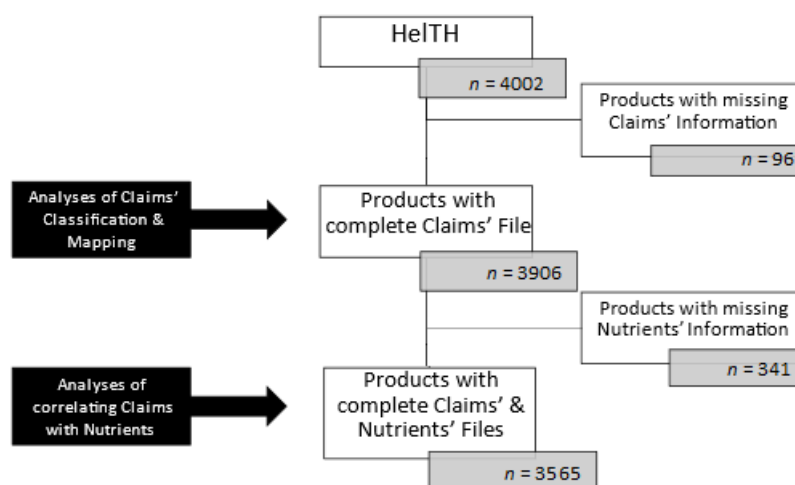 HelTH
n = 4002
Products with missing
Claims' Information
n = 96
Analyses of Claims'
Classification &
Mapping
Products with
complete Claims' File
n = 3906
Products with missing
Nutrients' Information
n = 341
Analyses of
correlating Claims
with Nutrients
Products with
complete Claims' &
Nutrients' Files
n = 3565